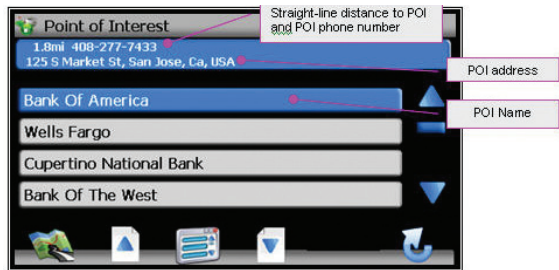 Point of Interest
Straight-line distance to POI
and POI phone number
1.8mi 408-277-7433
125 S Market St, San Jose, Ca, USA
POI address
Bank Of America
POI Name
Wells Fargo
Cupertino National Bank
Bank Of The West